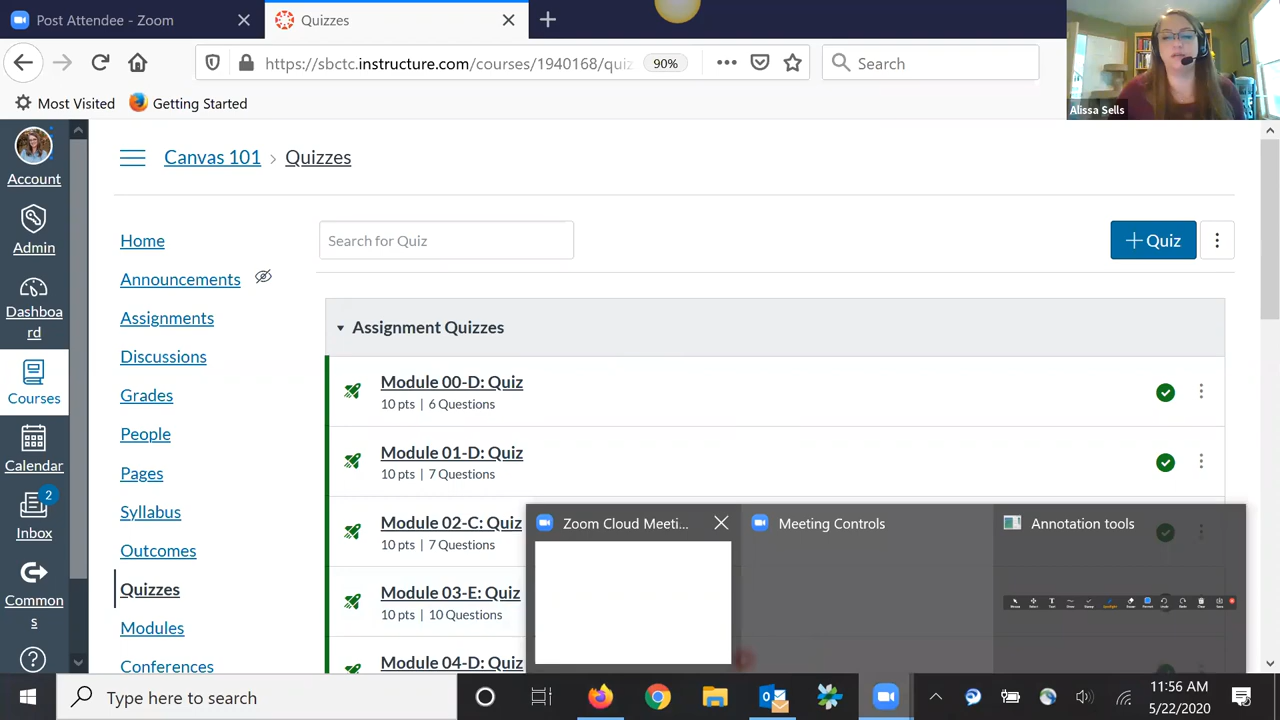 Post Attendee - Zoom
Quizzes
https://sbctc.instructure.com/courses/1940168/quiz
90%
Search
Alissa Sells
Most Visited
Getting Started
Account
Admin
Dashboa
rd
Courses
Calendar
2
Inbox
Common
s
Canvas 101 > Quizzes
Home
Announcements
Assignments
Discussions
Grades
People
Pages
Syllabus
Outcomes
Quizzes
Modules
Conferences
Search for Quiz
+ Quiz
Assignment Quizzes
Module 00-D: Quiz
10 pts | 6 Questions
Module 01-D: Quiz
10 pts | 7 Questions
Module 02-C: Quiz
10 pts | 7 Questions
Module 03-E: Quiz
10 pts | 10 Questions
Module 04-D: Quiz
Zoom Cloud Meeti...
Meeting Controls
Annotation tools
Type here to search
11:56 AM
5/22/2020